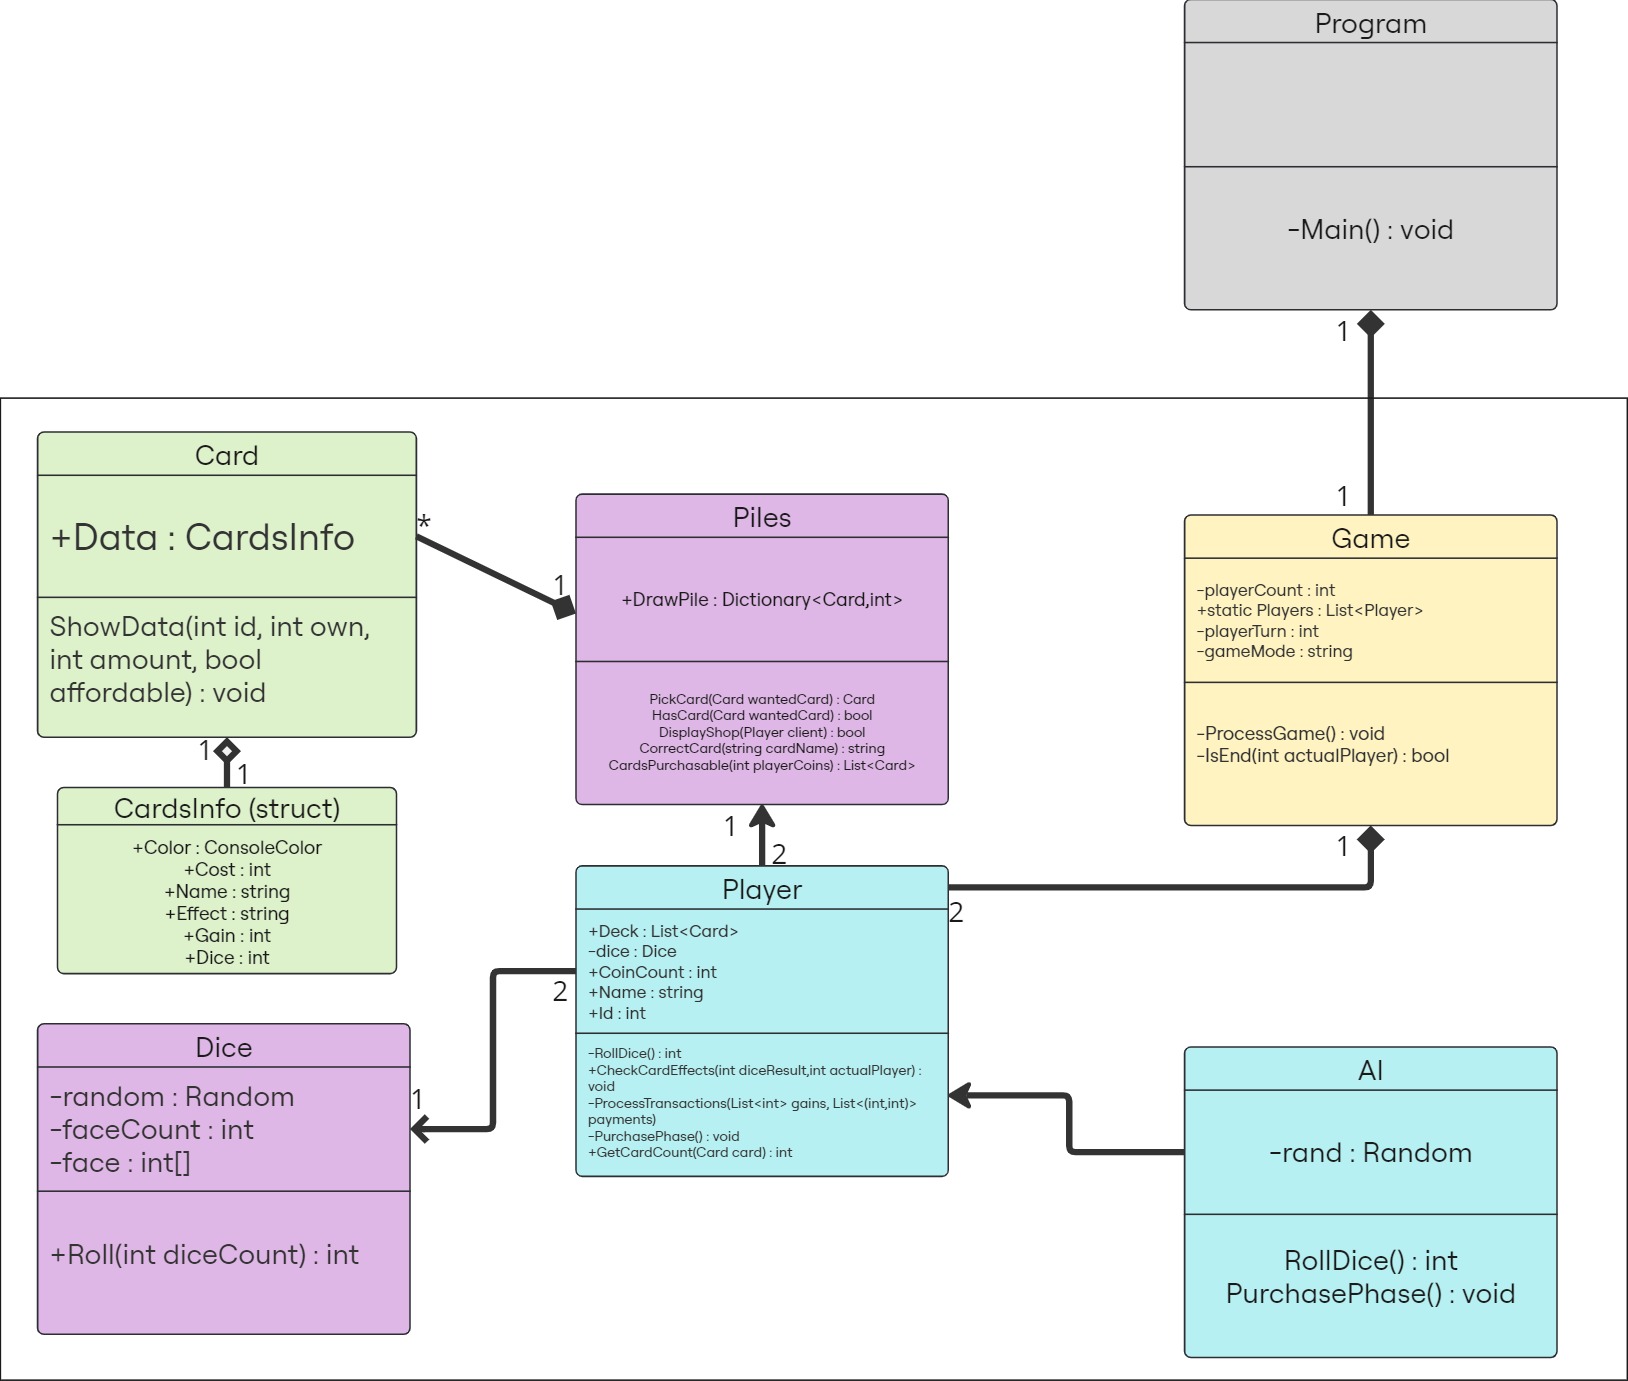 Program
-Main() : void
1
1
Card
+Data : CardsInfo
ShowData(int id, int own,
int amount, bool
affordable) : void
*
1
Piles
+DrawPile : Dictionary<Card,int>
PickCard(Card wantedCard) : Card
HasCard(Card wantedCard) : bool
DisplayShop(Player client) : bool
CorrectCard(string cardName) : string
CardsPurchasable(int playerCoins) : List<Card>
Game
-playerCount : int
+static Players : List<Player>
-playerTurn : int
-gameMode : string
-ProcessGame() : void
-IsEnd(int actualPlayer) : bool
1
1
CardsInfo (struct)
+Color : ConsoleColor
+Cost : int
+Name : string
+Effect : string
+Gain : int
+Dice : int
1
2
1
2
Player
+Deck : List<Card>
-dice : Dice
+CoinCount : int
+Name : string
+Id : int
-RollDice() : int
+CheckCardEffects(int diceResult,int actualPlayer) :
void
-ProcessTransactions(List<int> gains, List<(int,int)>
payments)
-PurchasePhase() : void
+GetCardCount(Card card) : int
2
1
Dice
-random : Random
-faceCount : int
-face : int[]
+Roll(int diceCount) : int
AI
-rand : Random
RollDice() : int
PurchasePhase() : void